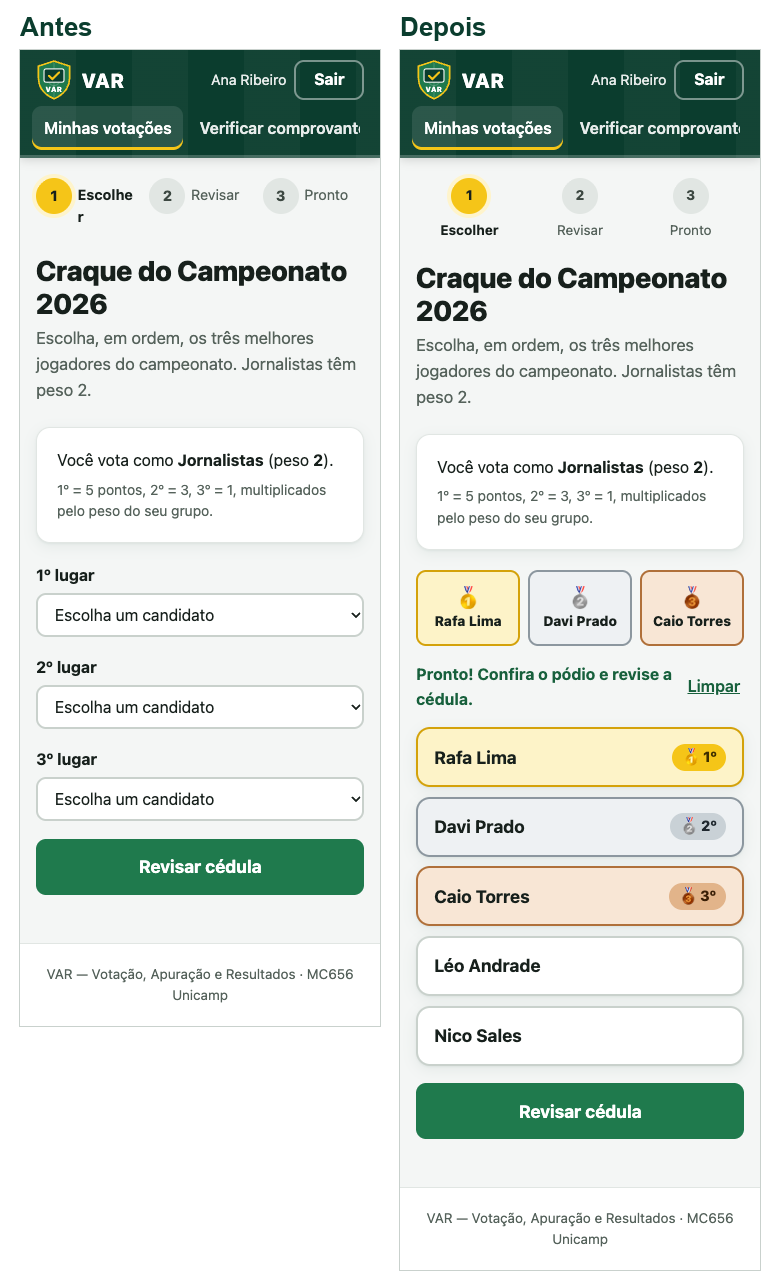 Antes
VAR
VAR
Ana Ribeiro
Sair
Minhas votações
Verificar comprovant
1
Escolhe
r
2
Revisar
3
Pronto
Craque do Campeonato
2026
Escolha, em ordem, os três melhores
jogadores do campeonato. Jornalistas têm
peso 2.
Você vota como Jornalistas (peso 2).
1º = 5 pontos, 2º = 3, 3º = 1, multiplicados
pelo peso do seu grupo.
1º lugar
Escolha um candidato
2º lugar
Escolha um candidato
3º lugar
Escolha um candidato
Revisar cédula
VAR — Votação, Apuração e Resultados · MC656
Unicamp
Depois
VAR
VAR
Ana Ribeiro
Sair
Minhas votações
Verificar comprovant
1
2
3
Escolher
Revisar
Pronto
Craque do Campeonato
2026
Escolha, em ordem, os três melhores
jogadores do campeonato. Jornalistas têm
peso 2.
Você vota como Jornalistas (peso 2).
1º = 5 pontos, 2º = 3, 3º = 1, multiplicados
pelo peso do seu grupo.
1
Rafa Lima
2
Davi Prado
3
Caio Torres
Pronto! Confira o pódio e revise a
cédula.
Limpar
Rafa Lima
1 1º
Davi Prado
2 2º
Caio Torres
3 3º
Léo Andrade
Nico Sales
Revisar cédula
VAR — Votação, Apuração e Resultados · MC656
Unicamp